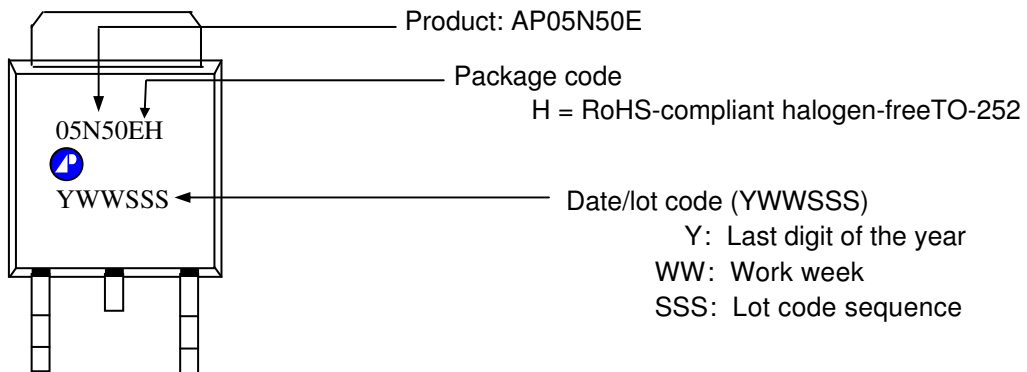 Product: AP05N50E
Package code
H = RoHS-compliant halogen-freeTO-252
05N50EH
AP
YWWSSS
Date/lot code (YWWSSS)
Y: Last digit of the year
WW: Work week
SSS: Lot code sequence